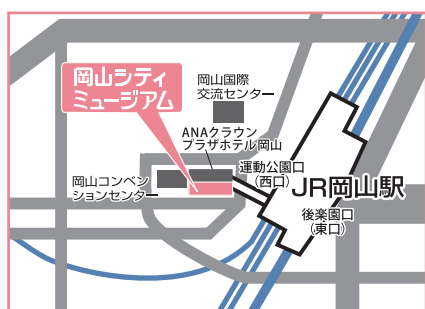 岡山シティ
ミュージアム
岡山国際
交流センター
ANAクラウン
プラザホテル岡山
運動公園口
(西口)
JR岡山駅
岡山コンベン
ションセンター
後楽園口
(東口)